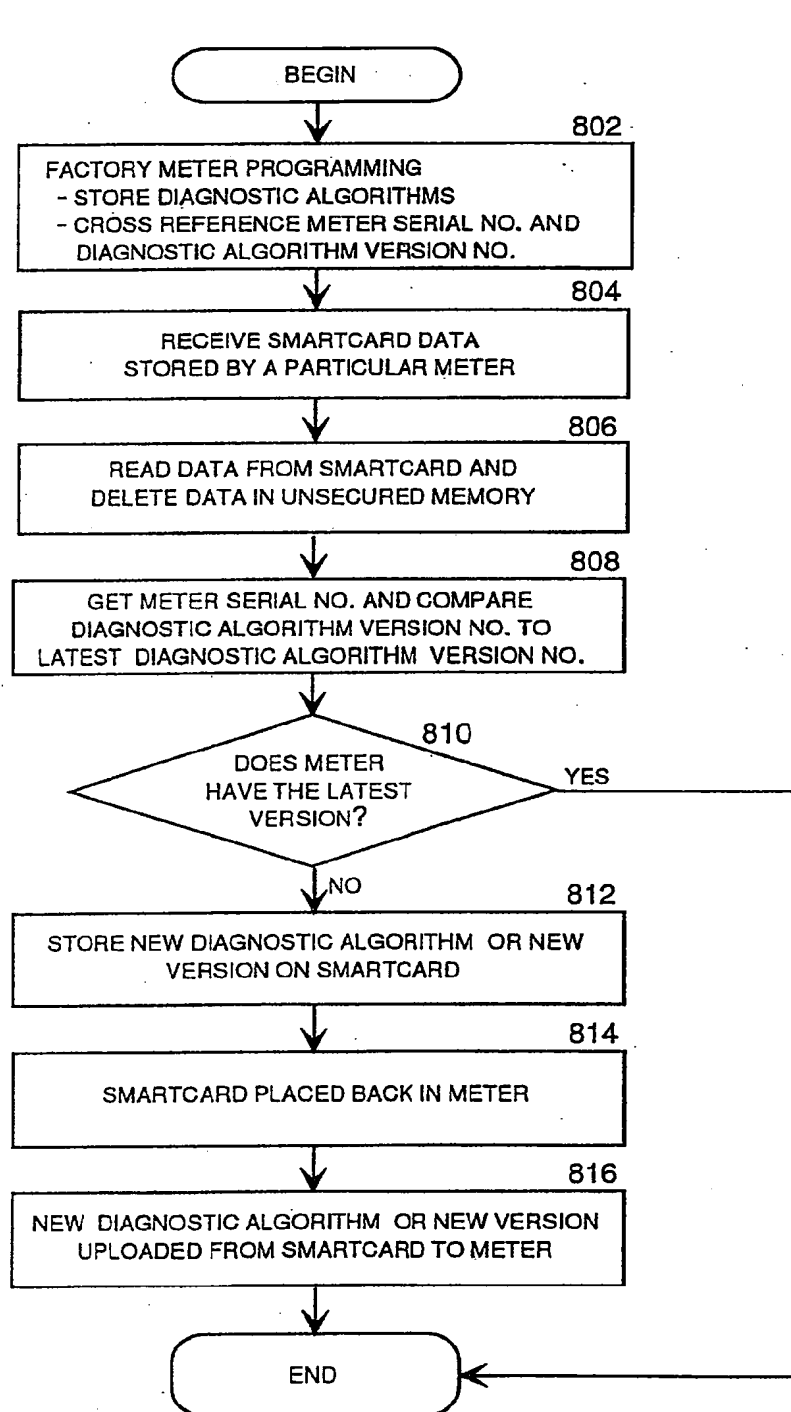 BEGIN
802
FACTORY METER PROGRAMMING
- STORE DIAGNOSTIC ALGORITHMS
- CROSS REFERENCE METER SERIAL NO. AND
DIAGNOSTIC ALGORITHM VERSION NO.
804
RECEIVE SMARTCARD DATA
STORED BY A PARTICULAR METER
806
READ DATA FROM SMARTCARD AND
DELETE DATA IN UNSECURED MEMORY
808
GET METER SERIAL NO. AND COMPARE
DIAGNOSTIC ALGORITHM VERSION NO. TO
LATEST DIAGNOSTIC ALGORITHM VERSION NO.
810
DOES METER
HAVE THE LATEST
VERSION?
YES
NO
812
STORE NEW DIAGNOSTIC ALGORITHM OR NEW
VERSION ON SMARTCARD
814
SMARTCARD PLACED BACK IN METER
816
NEW DIAGNOSTIC ALGORITHM OR NEW VERSION
UPLOADED FROM SMARTCARD TO METER
END